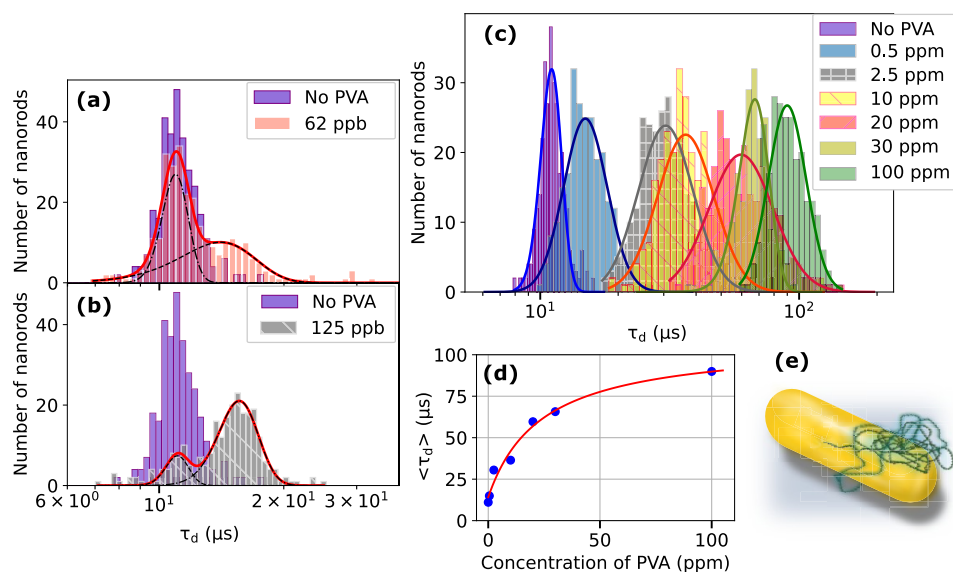 (a)
No PVA
62 ppb
Number of nanorods
40
20
0
(b)
No PVA
125 ppb
Number of nanorods
40
20
0
6 × 10⁰
10¹
2 × 10¹
3 × 10¹
τd (μs)
(c)
No PVA
0.5 ppm
2.5 ppm
10 ppm
20 ppm
30 ppm
100 ppm
Number of nanorods
30
20
10
0
10¹
10²
τd (μs)
(d)
<τd> (μs)
100
75
50
25
0
0
50
100
Concentration of PVA (ppm)
(e)